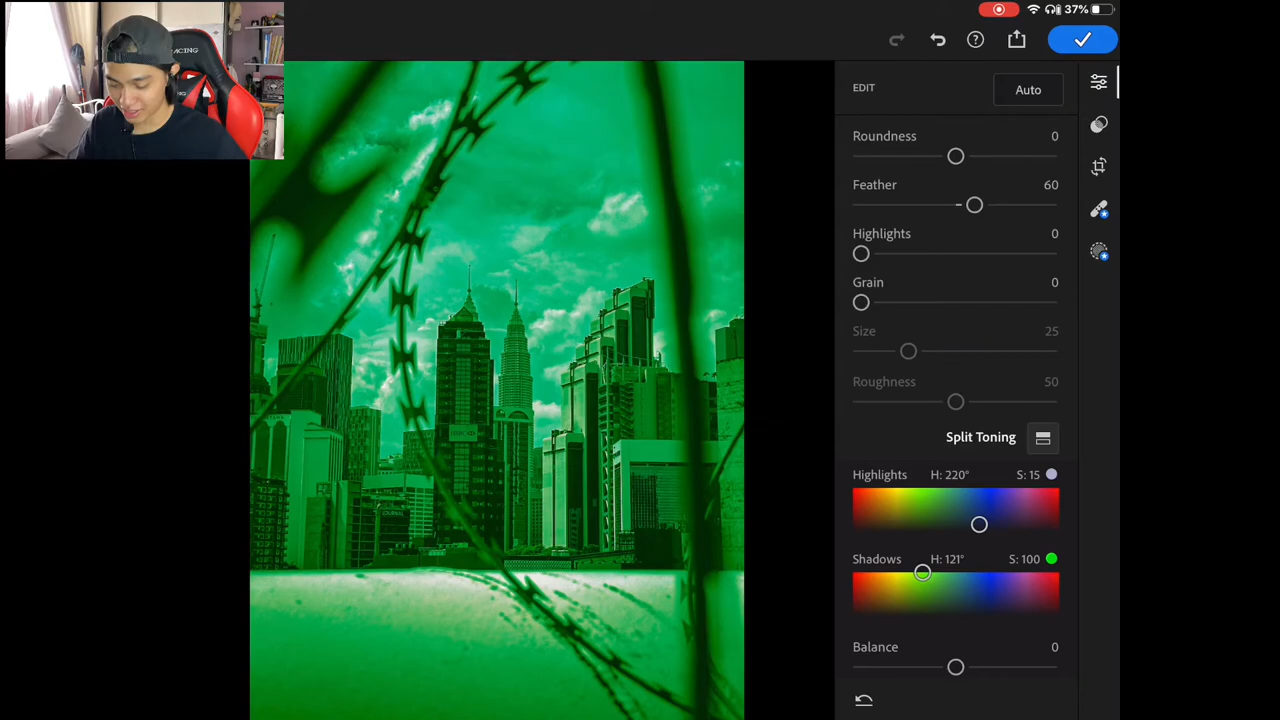 37%
EDIT
Auto
Roundness 0
Feather 60
Highlights 0
Grain 0
Size 25
Roughness 50
Split Toning
Highlights H: 220° S: 15
Shadows H: 121° S: 100
Balance 0
RACING